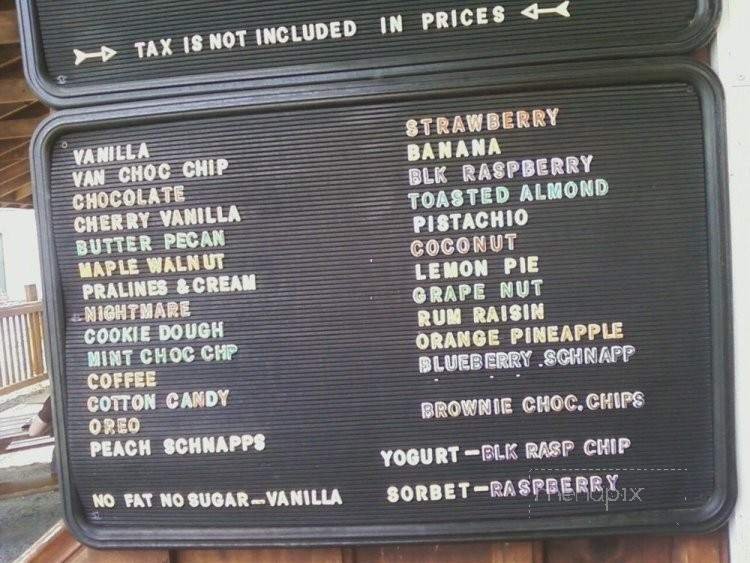 TAX IS NOT INCLUDED IN PRICES
VANILLA
VAN CHOC CHIP
CHOCOLATE
CHERRY VANILLA
BUTTER PECAN
MAPLE WALNUT
PRALINES & CREAM
NIGHTMARE
COOKIE DOUGH
MINT CHOC CHP
COFFEE
COTTON CANDY
OREO
PEACH SCHNAPPS
NO FAT NO SUGAR-VANILLA
STRAWBERRY
BANANA
BLK RASPBERRY
TOASTED ALMOND
PISTACHIO
COCONUT
LEMON PIE
GRAPE NUT
RUM RAISIN
ORANGE PINEAPPLE
BLUEBERRY.SCHNAPP
BROWNIE CHOC.CHIPS
YOGURT-BLK RASP CHIP
SORBET-RASPBERRY
menupix